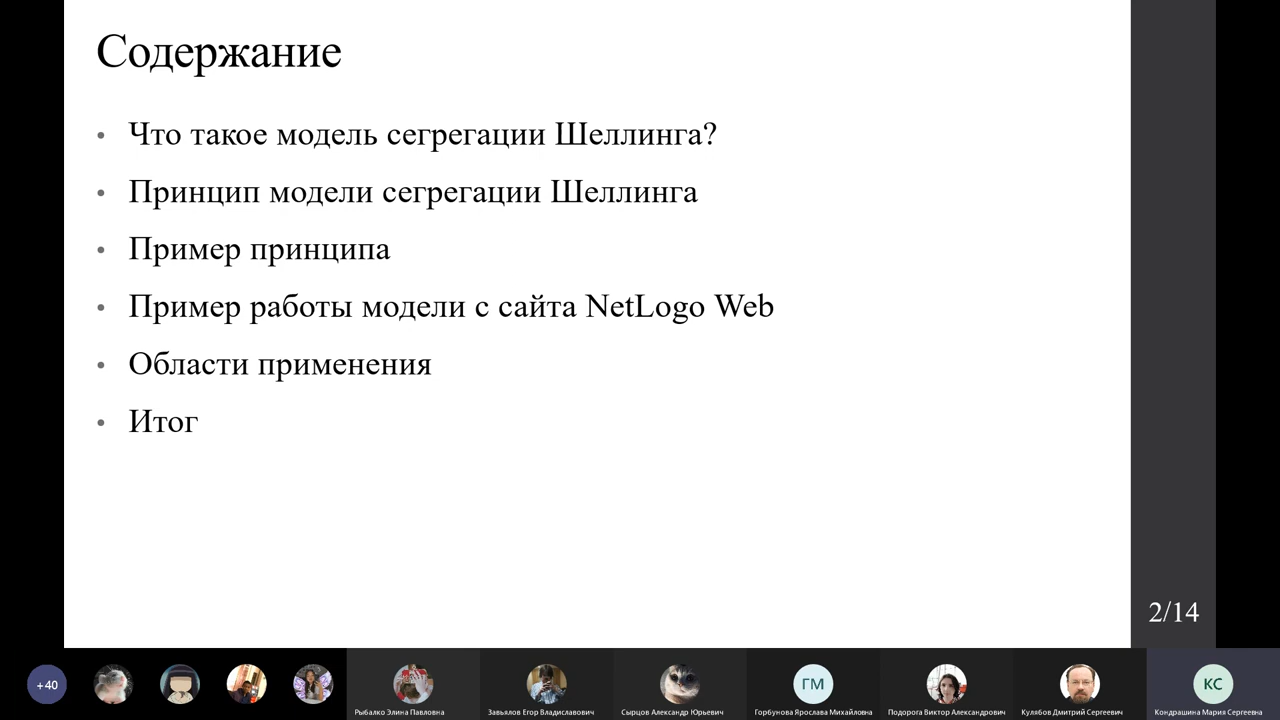 Содержание
• Что такое модель сегрегации Шеллинга?
• Принцип модели сегрегации Шеллинга
• Пример принципа
• Пример работы модели с сайта NetLogo Web
• Области применения
• Итог
2/14
+40
ГМ
КС
Рыбалко Элина Павловна
Завьялов Егор Владиславович
Сырцов Александр Юрьевич
Горбунова Ярослава Михайловна
Подорога Виктор Александрович
Кулябов Дмитрий Сергеевич
Кондрашина Мария Сергеевна